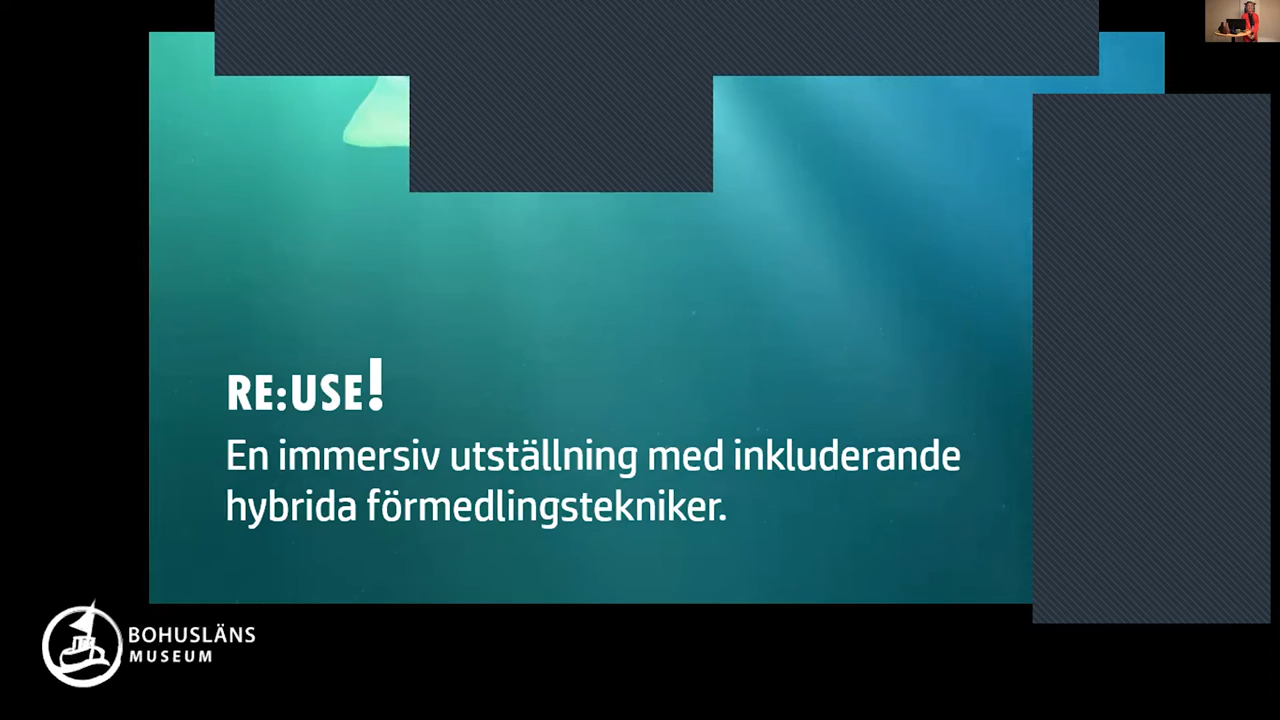 RE:USE!
En immersiv utställning med inkluderande
hybrida förmedlingstekniker.
BOHUSLÄNS
MUSEUM